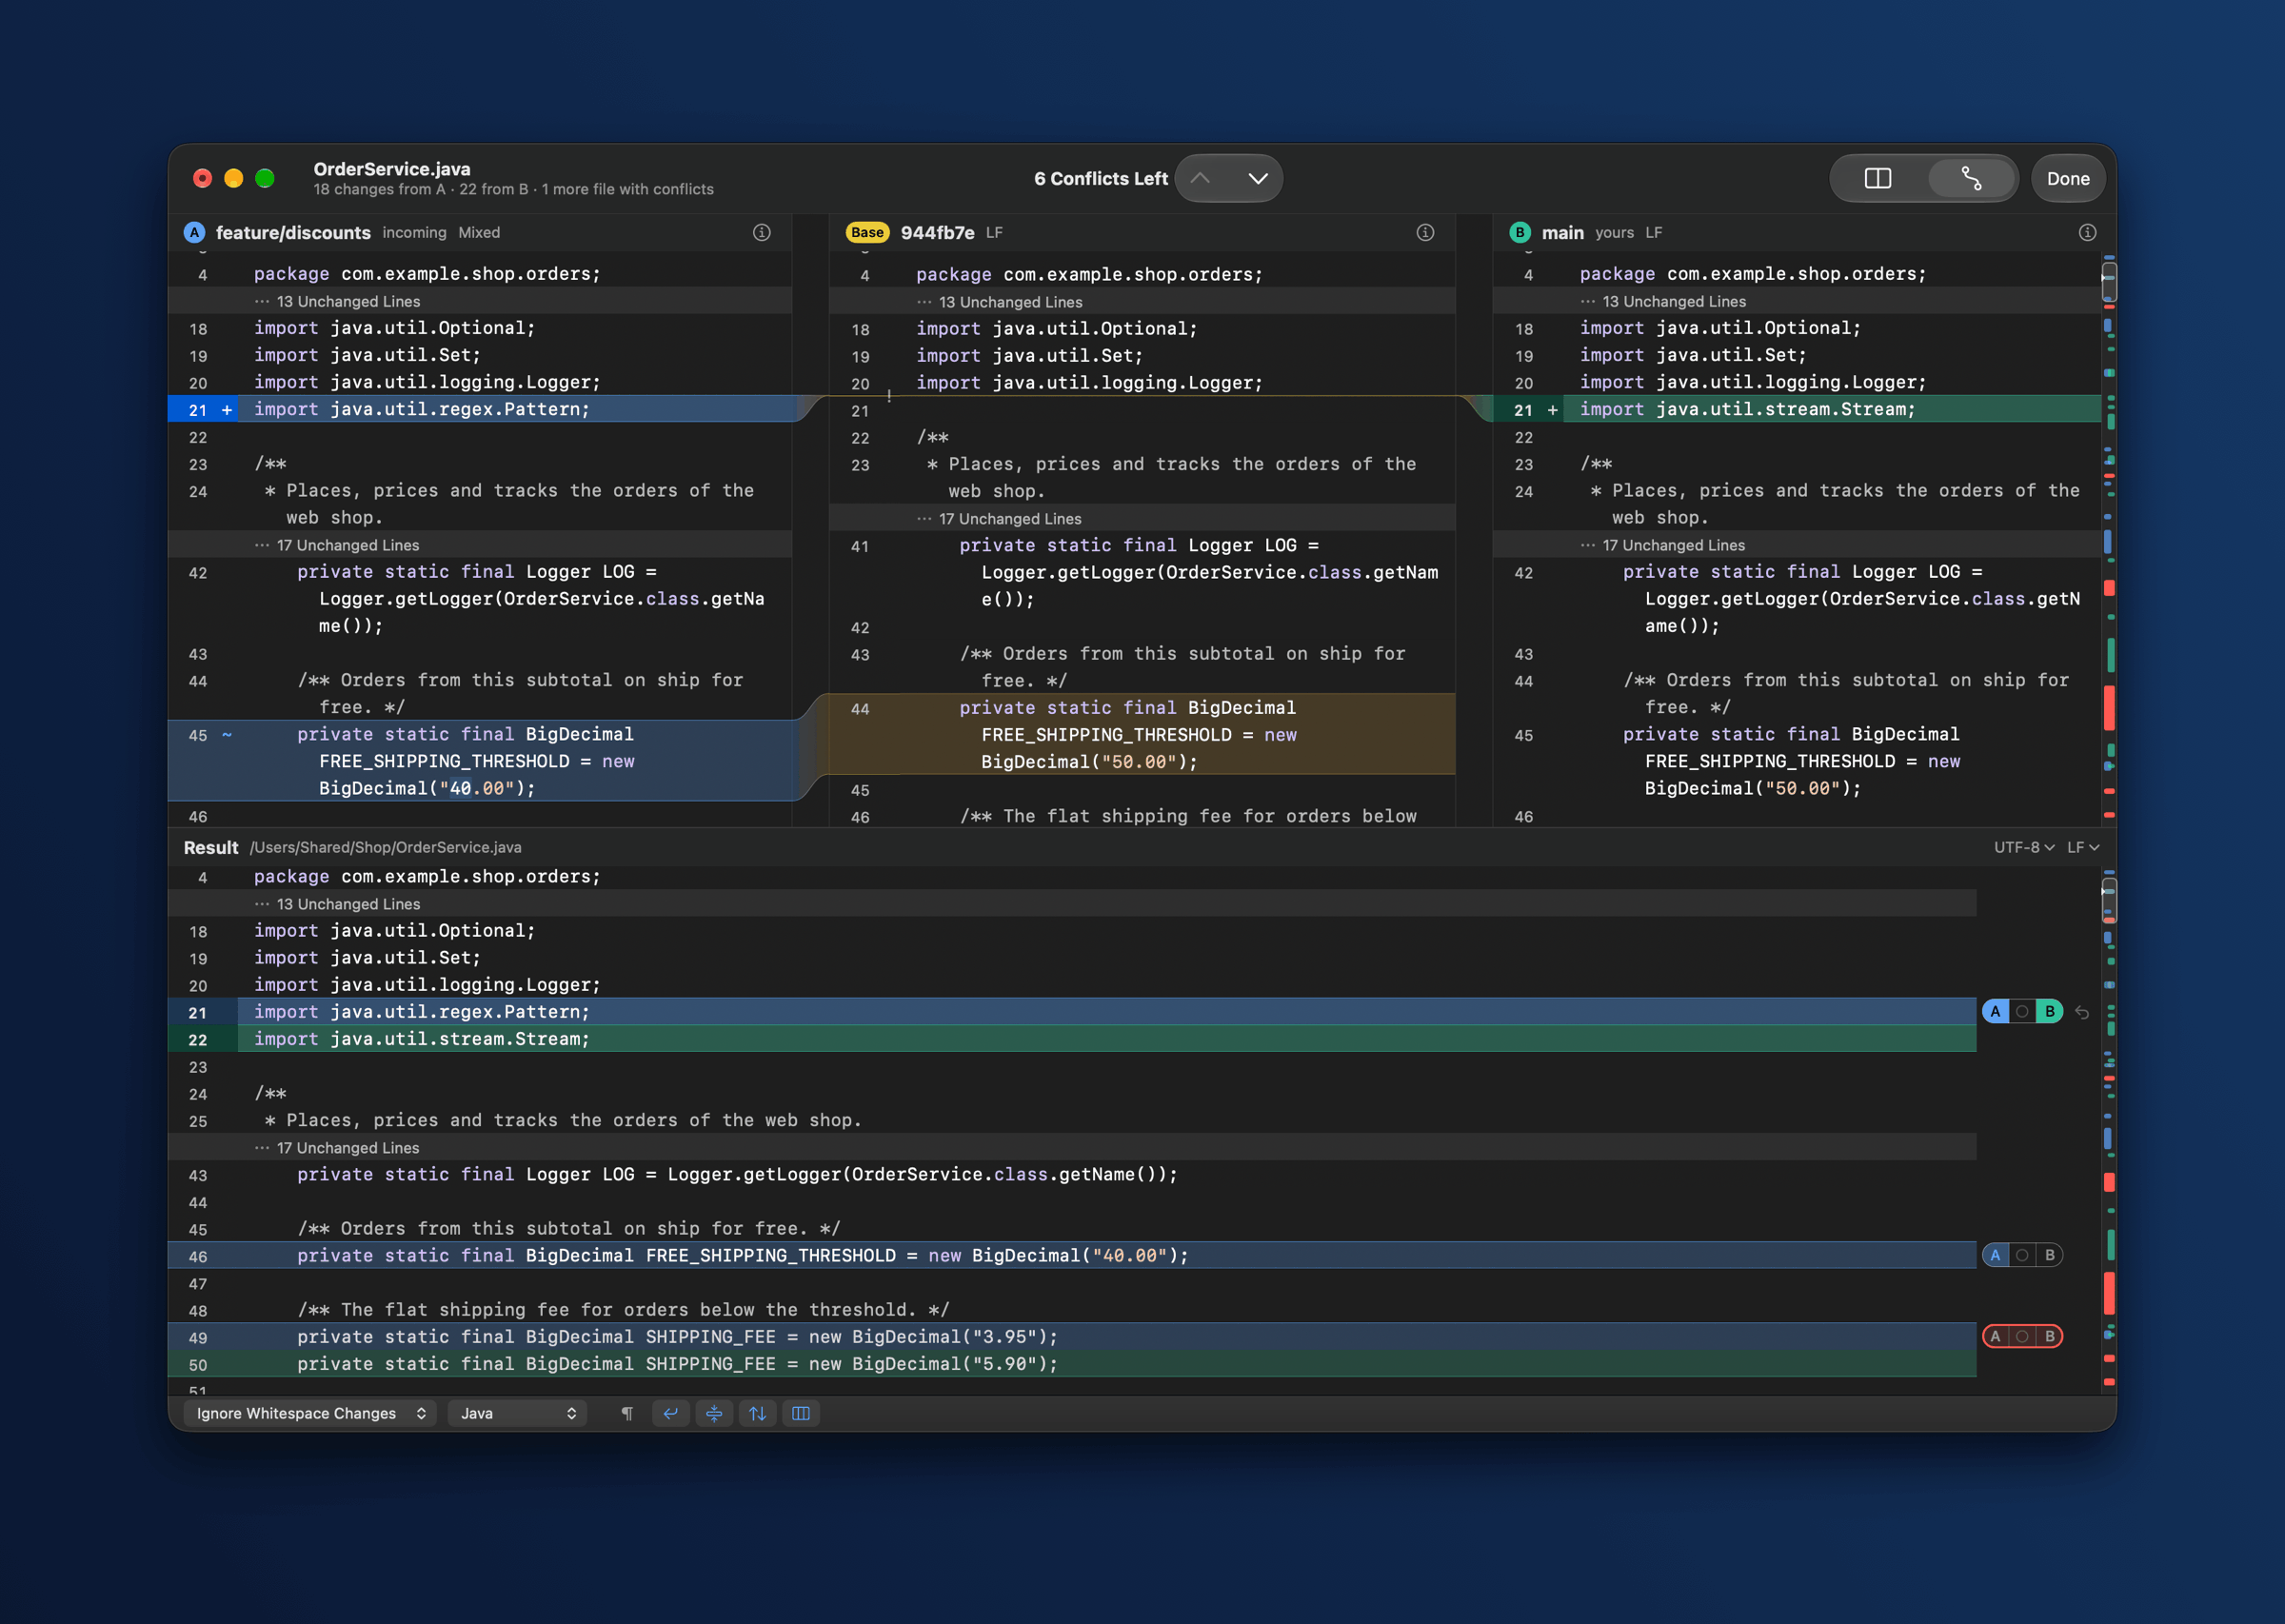 OrderService.java
18 changes from A · 22 from B · 1 more file with conflicts
6 Conflicts Left
Done
A feature/discounts incoming Mixed
4 package com.example.shop.orders;
··· 13 Unchanged Lines
18 import java.util.Optional;
19 import java.util.Set;
20 import java.util.logging.Logger;
21 + import java.util.regex.Pattern;
22
23 /**
24 * Places, prices and tracks the orders of the
web shop.
··· 17 Unchanged Lines
42 private static final Logger LOG =
Logger.getLogger(OrderService.class.getNa
me());
43
44 /** Orders from this subtotal on ship for
free. */
45 ~ private static final BigDecimal
FREE_SHIPPING_THRESHOLD = new
BigDecimal("40.00");
46
Base 944fb7e LF
4 package com.example.shop.orders;
··· 13 Unchanged Lines
18 import java.util.Optional;
19 import java.util.Set;
20 import java.util.logging.Logger;
!
21
22 /**
23 * Places, prices and tracks the orders of the
web shop.
··· 17 Unchanged Lines
41 private static final Logger LOG =
Logger.getLogger(OrderService.class.getNam
e());
42
43 /** Orders from this subtotal on ship for
free. */
44 private static final BigDecimal
FREE_SHIPPING_THRESHOLD = new
BigDecimal("50.00");
45
46 /** The flat shipping fee for orders below
B main yours LF
4 package com.example.shop.orders;
··· 13 Unchanged Lines
18 import java.util.Optional;
19 import java.util.Set;
20 import java.util.logging.Logger;
21 + import java.util.stream.Stream;
22
23 /**
24 * Places, prices and tracks the orders of the
web shop.
··· 17 Unchanged Lines
42 private static final Logger LOG =
Logger.getLogger(OrderService.class.getN
ame());
43
44 /** Orders from this subtotal on ship for
free. */
45 private static final BigDecimal
FREE_SHIPPING_THRESHOLD = new
BigDecimal("50.00");
46
Result /Users/Shared/Shop/OrderService.java UTF-8 LF
4 package com.example.shop.orders;
··· 13 Unchanged Lines
18 import java.util.Optional;
19 import java.util.Set;
20 import java.util.logging.Logger;
21 import java.util.regex.Pattern; A B
22 import java.util.stream.Stream;
23
24 /**
25 * Places, prices and tracks the orders of the web shop.
··· 17 Unchanged Lines
43 private static final Logger LOG = Logger.getLogger(OrderService.class.getName());
44
45 /** Orders from this subtotal on ship for free. */
46 private static final BigDecimal FREE_SHIPPING_THRESHOLD = new BigDecimal("40.00"); A B
47
48 /** The flat shipping fee for orders below the threshold. */
49 private static final BigDecimal SHIPPING_FEE = new BigDecimal("3.95"); A B
50 private static final BigDecimal SHIPPING_FEE = new BigDecimal("5.90");
51
Ignore Whitespace Changes Java ¶